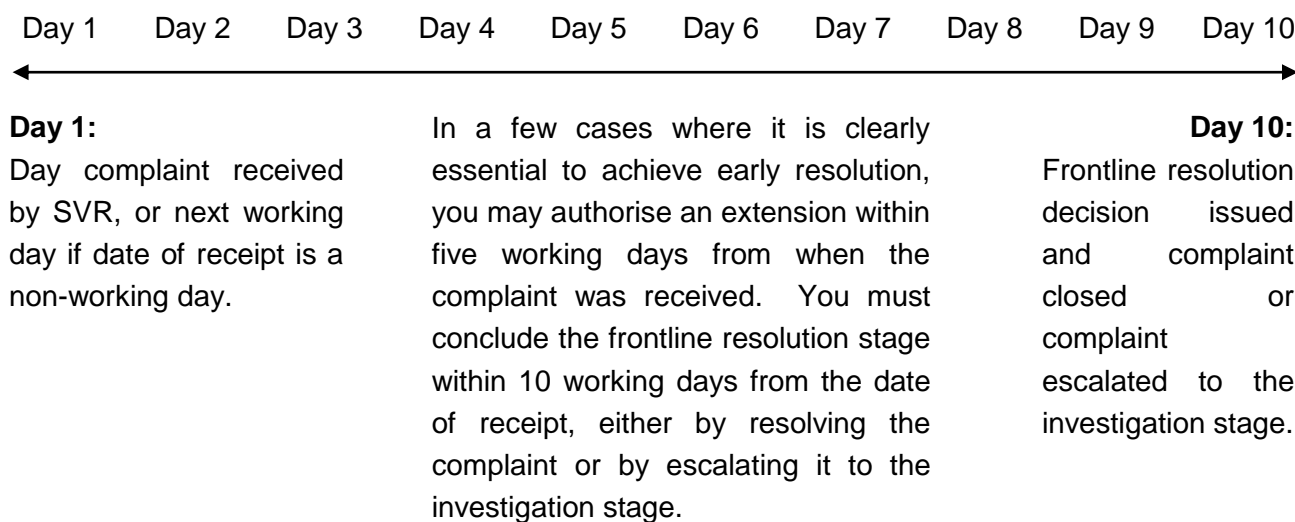 Day 1 Day 2 Day 3 Day 4 Day 5 Day 6 Day 7 Day 8 Day 9 Day 10
Day 1:
Day complaint received
by SVR, or next working
day if date of receipt is a
non-working day.
In a few cases where it is clearly
essential to achieve early resolution,
you may authorise an extension within
five working days from when the
complaint was received. You must
conclude the frontline resolution stage
within 10 working days from the date
of receipt, either by resolving the
complaint or by escalating it to the
investigation stage.
Day 10:
Frontline resolution
decision issued
and complaint
closed or
complaint
escalated to the
investigation stage.